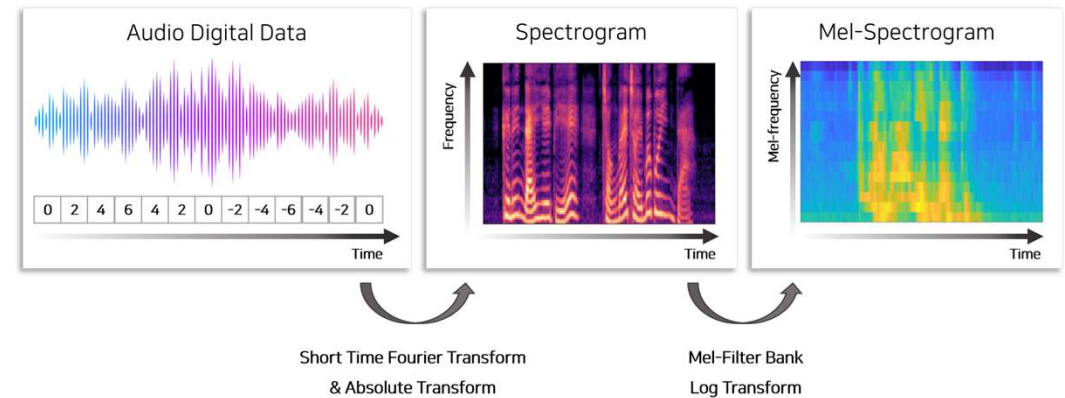 Audio Digital Data
0 2 4 6 4 2 0 -2 -4 -6 -4 -2 0
Time
Spectrogram
Frequency
Time
Mel-Spectrogram
Mel-frequency
Time
Short Time Fourier Transform
& Absolute Transform
Mel-Filter Bank
Log Transform